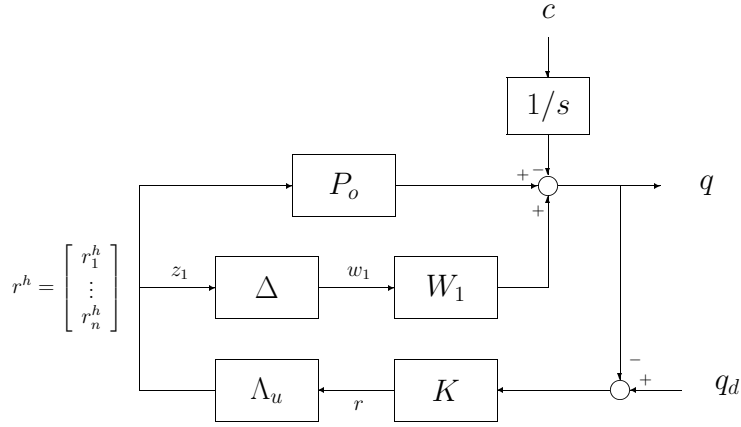 c
1/s
+ −
P_o
q
+
r^h = [ r_1^h ⋮ r_n^h ]
z_1
Δ
w_1
W_1
−
+
q_d
Λ_u
r
K